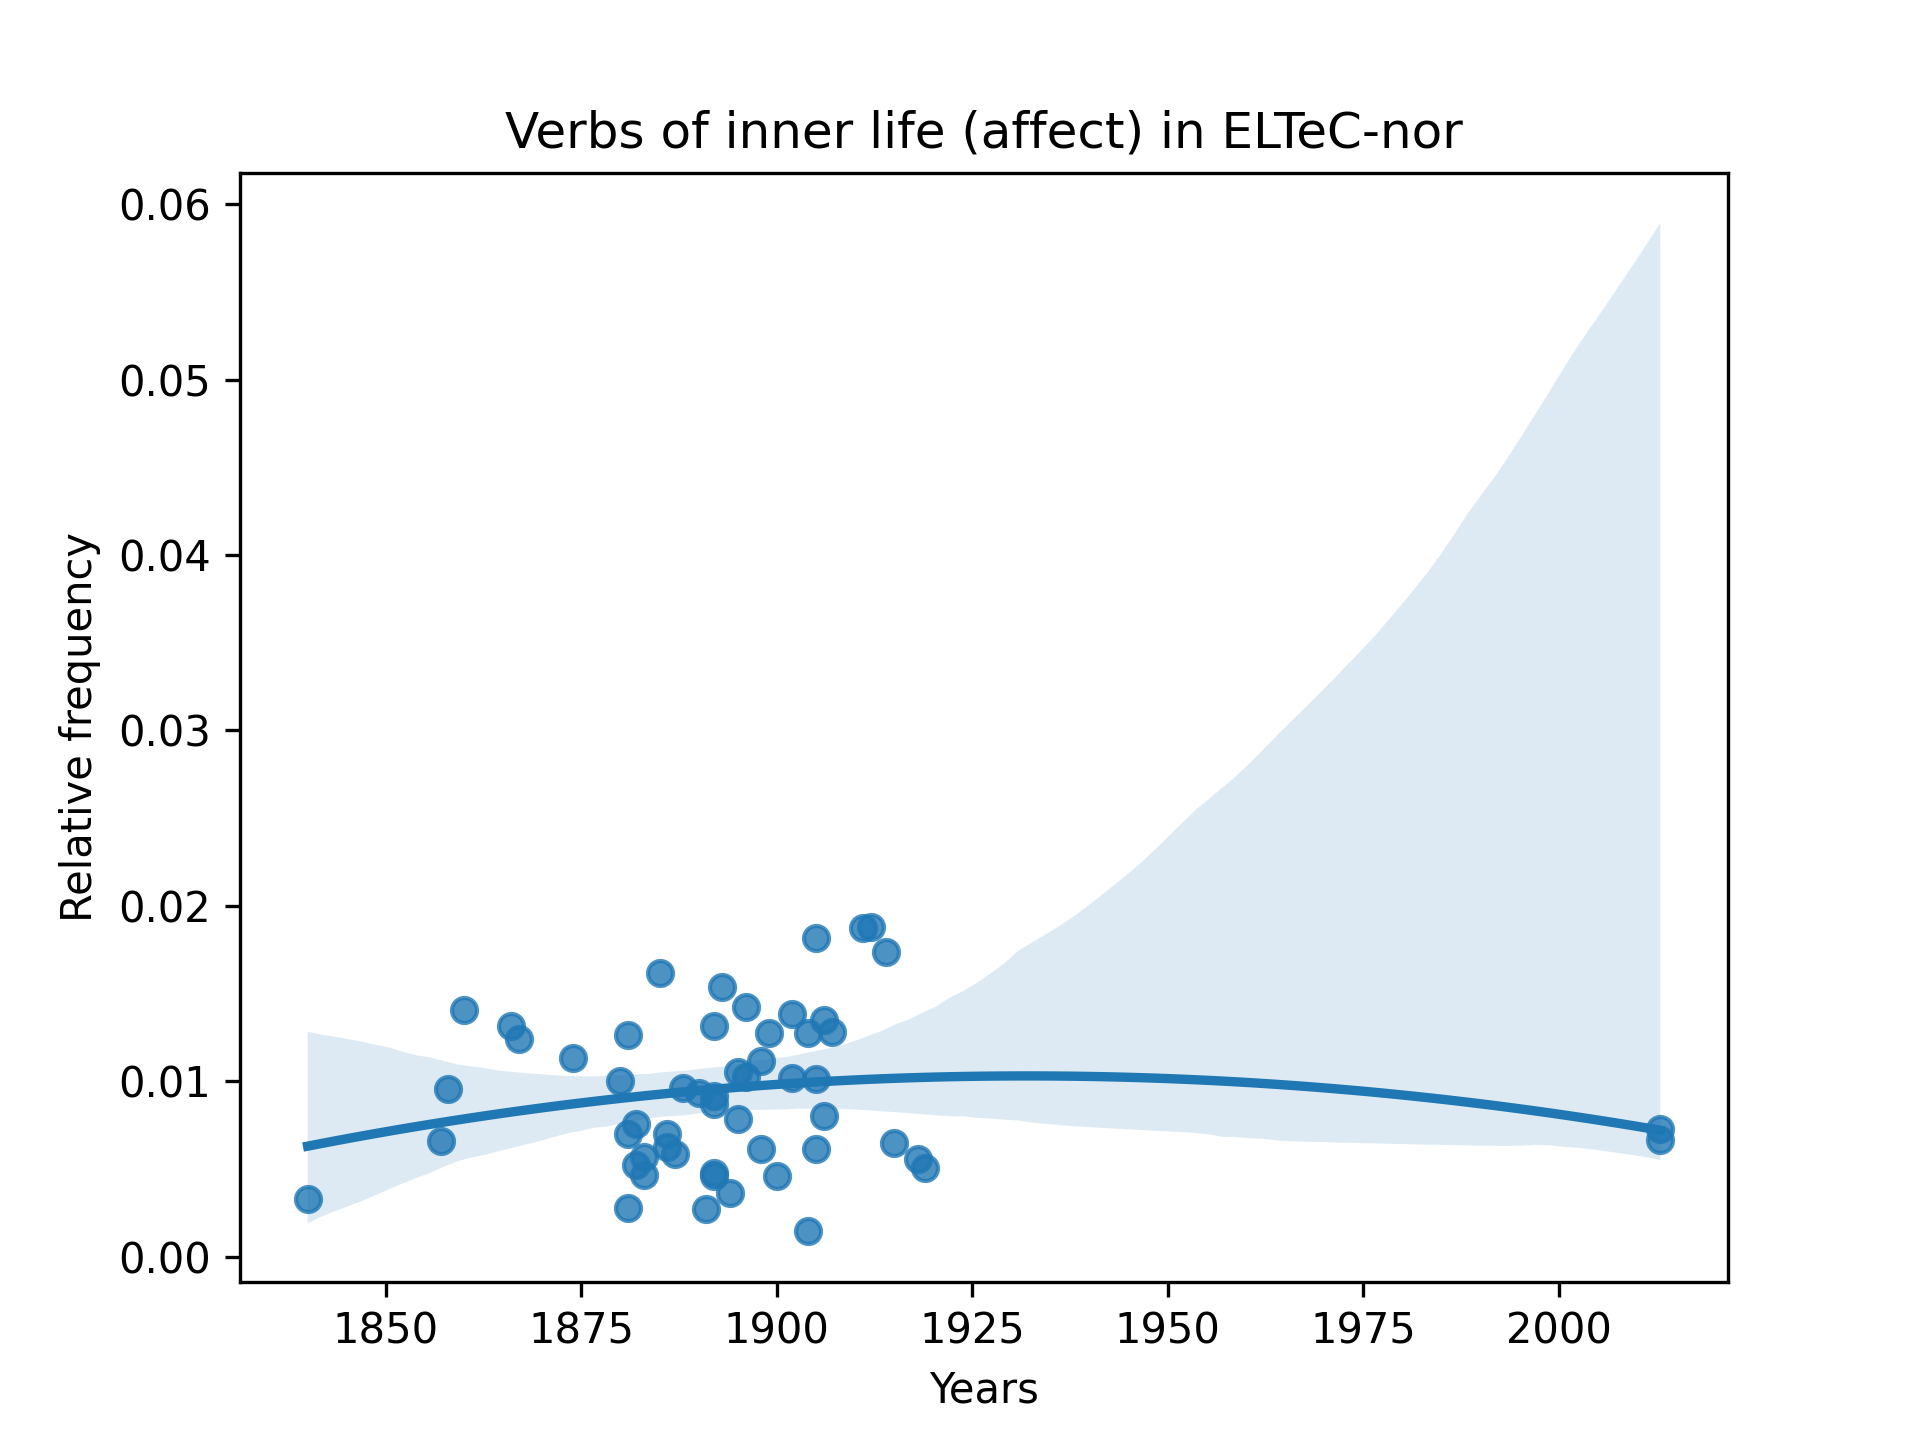 Verbs of inner life (affect) in ELTeC-nor
0.06
0.05
0.04
0.03
0.02
0.01
0.00
Relative frequency
1850 1875 1900 1925 1950 1975 2000
Years